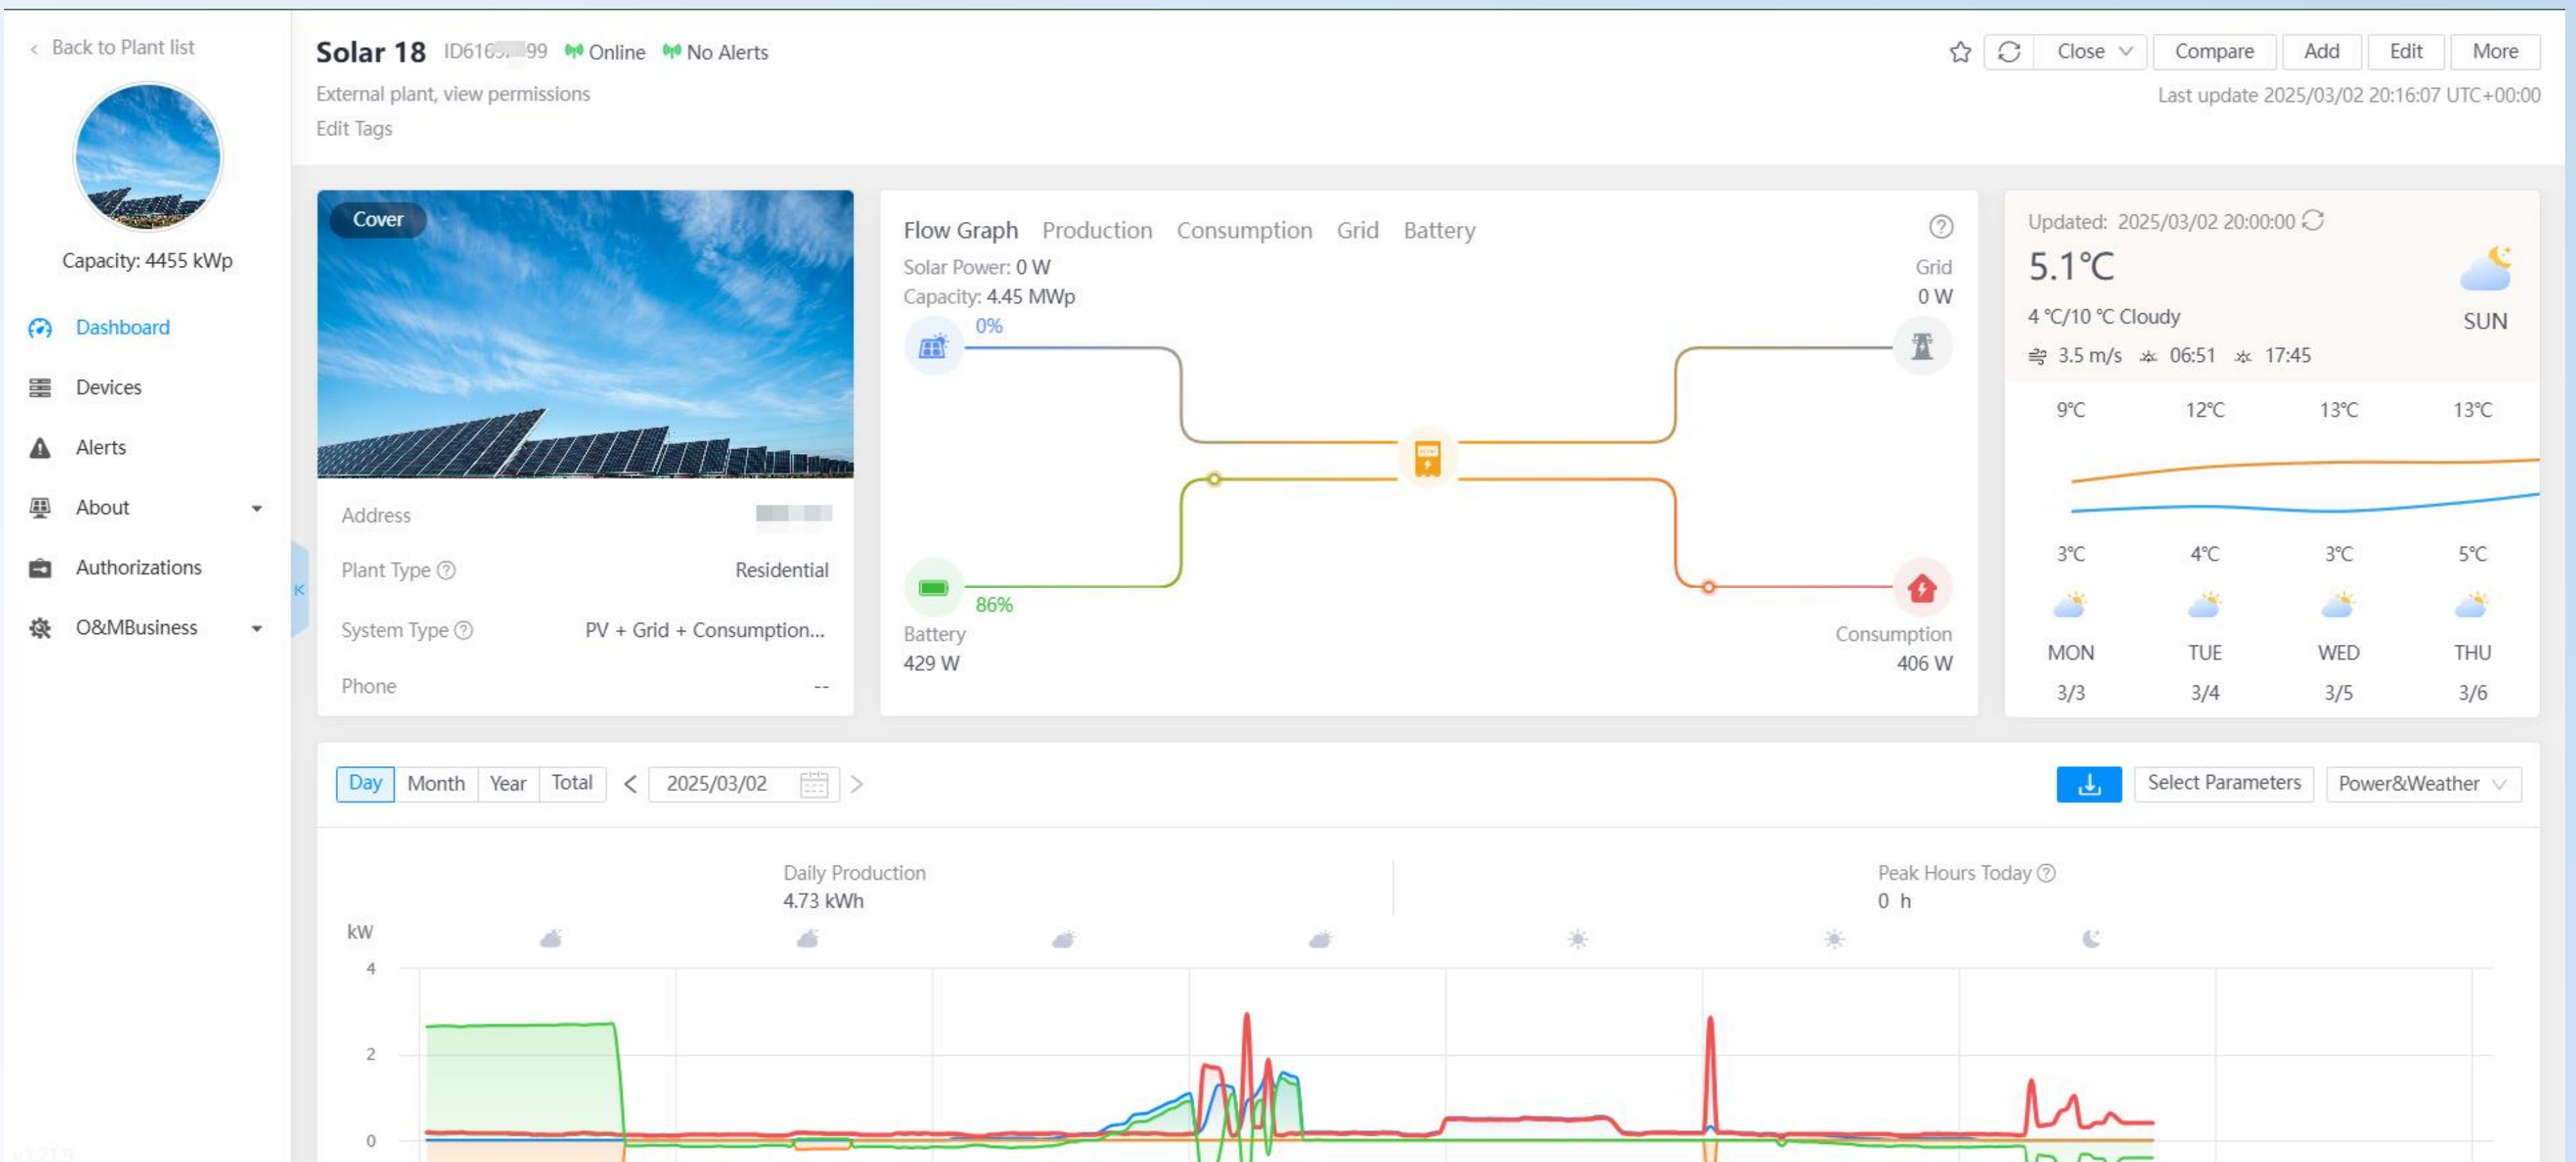 Back to Plant list
Capacity: 4455 kWp
Dashboard
Devices
Alerts
About
Authorizations
O&MBusiness
v3.21.9
Solar 18 Online No Alerts
External plant, view permissions
Edit Tags
Close Compare Add Edit More
Last update 2025/03/02 20:16:07 UTC+00:00
Cover
Address
Plant Type Residential
System Type PV + Grid + Consumption...
Phone --
Flow Graph Production Consumption Grid Battery
Solar Power: 0 W
Capacity: 4.45 MWp
0%
Grid
0 W
86%
Battery
429 W
Consumption
406 W
Updated: 2025/03/02 20:00:00
5.1℃
4 ℃/10 ℃ Cloudy
SUN
3.5 m/s 06:51 17:45
9℃ 12℃ 13℃ 13℃
3℃ 4℃ 3℃ 5℃
MON TUE WED THU
3/3 3/4 3/5 3/6
Day Month Year Total 2025/03/02
Select Parameters Power&Weather
Daily Production
4.73 kWh
Peak Hours Today
0 h
kW
4
2
0